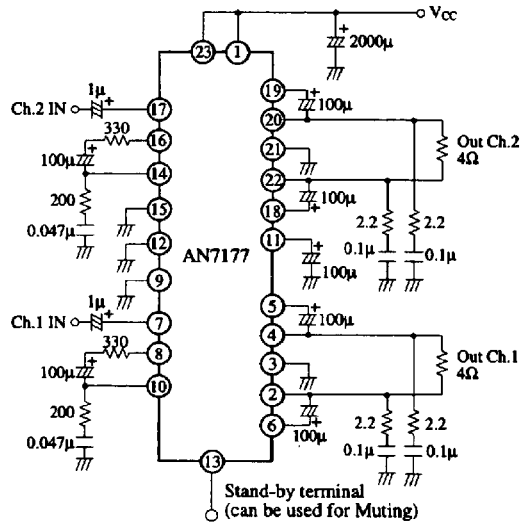 VCC
2000μ
23
1
1μ
Ch.2 IN
17
19
100μ
20
330
16
Out Ch.2
4Ω
100μ
14
21
200
22
100μ
0.047μ
15
18
2.2
2.2
12
AN7177
11
0.1μ
0.1μ
9
100μ
1μ
5
Ch.1 IN
7
100μ
4
330
8
Out Ch.1
4Ω
100μ
3
10
2
200
2.2
2.2
6
0.047μ
100μ
0.1μ
0.1μ
13
Stand-by terminal
(can be used for Muting)